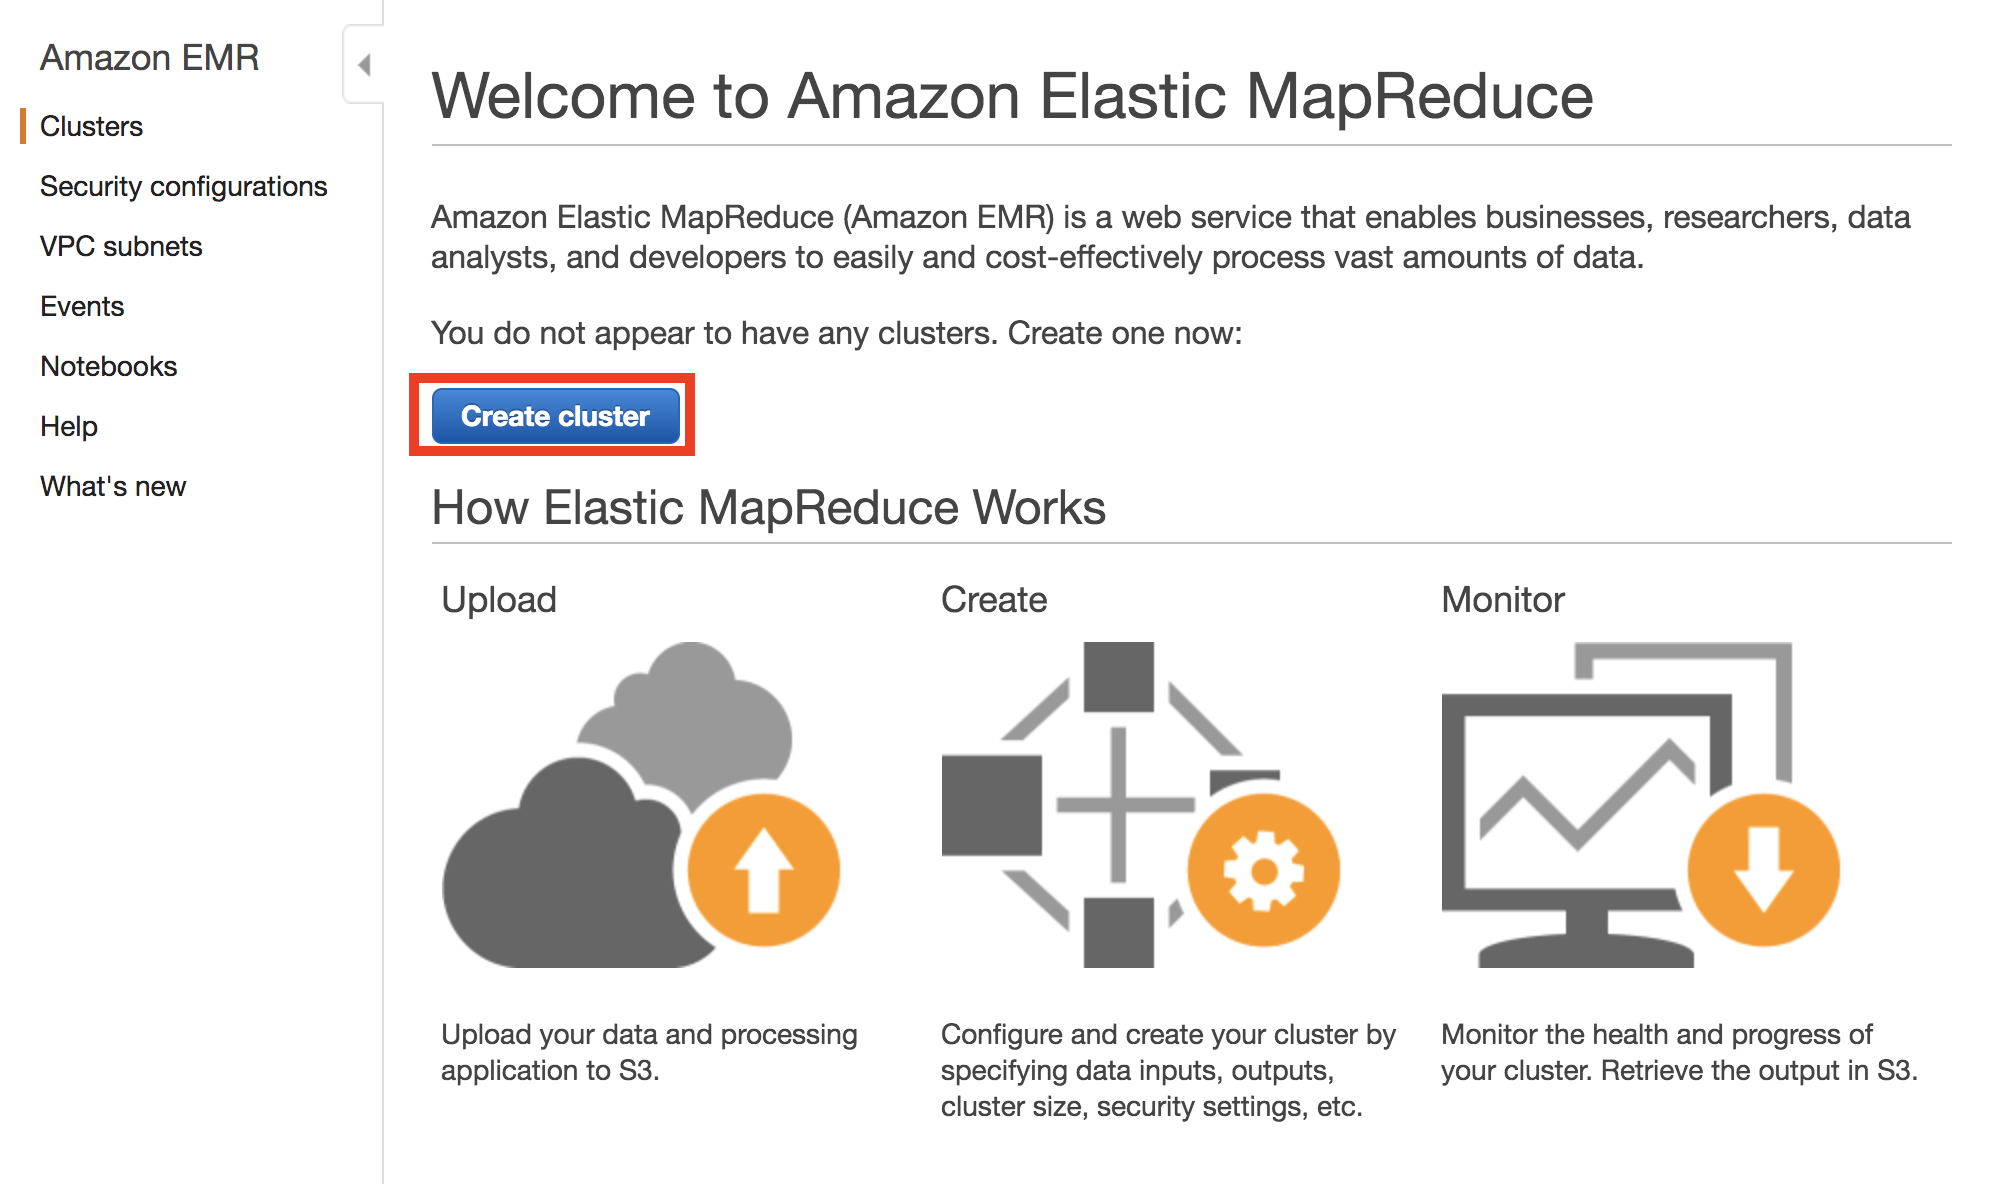 Amazon EMR
Clusters
Security configurations
VPC subnets
Events
Notebooks
Help
What's new
Welcome to Amazon Elastic MapReduce
Amazon Elastic MapReduce (Amazon EMR) is a web service that enables businesses, researchers, data
analysts, and developers to easily and cost-effectively process vast amounts of data.
You do not appear to have any clusters. Create one now:
Create cluster
How Elastic MapReduce Works
Upload
Upload your data and processing
application to S3.
Create
Configure and create your cluster by
specifying data inputs, outputs,
cluster size, security settings, etc.
Monitor
Monitor the health and progress of
your cluster. Retrieve the output in S3.